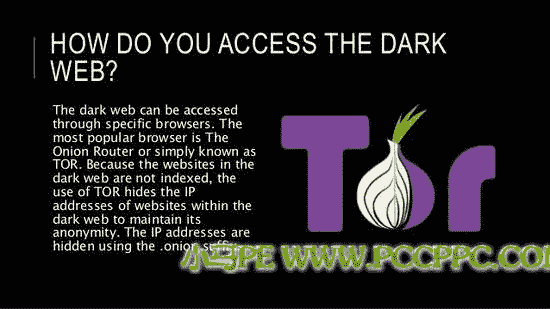 HOW DO YOU ACCESS THE DARK
WEB?
The dark web can be accessed
through specific browsers. The
most popular browser is The
Onion Router or simply known as
TOR. Because the websites in the
dark web are not indexed, the
use of TOR hides the IP
addresses of websites within the
dark web to maintain its
anonymity. The IP addresses are
hidden using the .onion suffix.
Tor
PE WWW.PCCPPC.COM